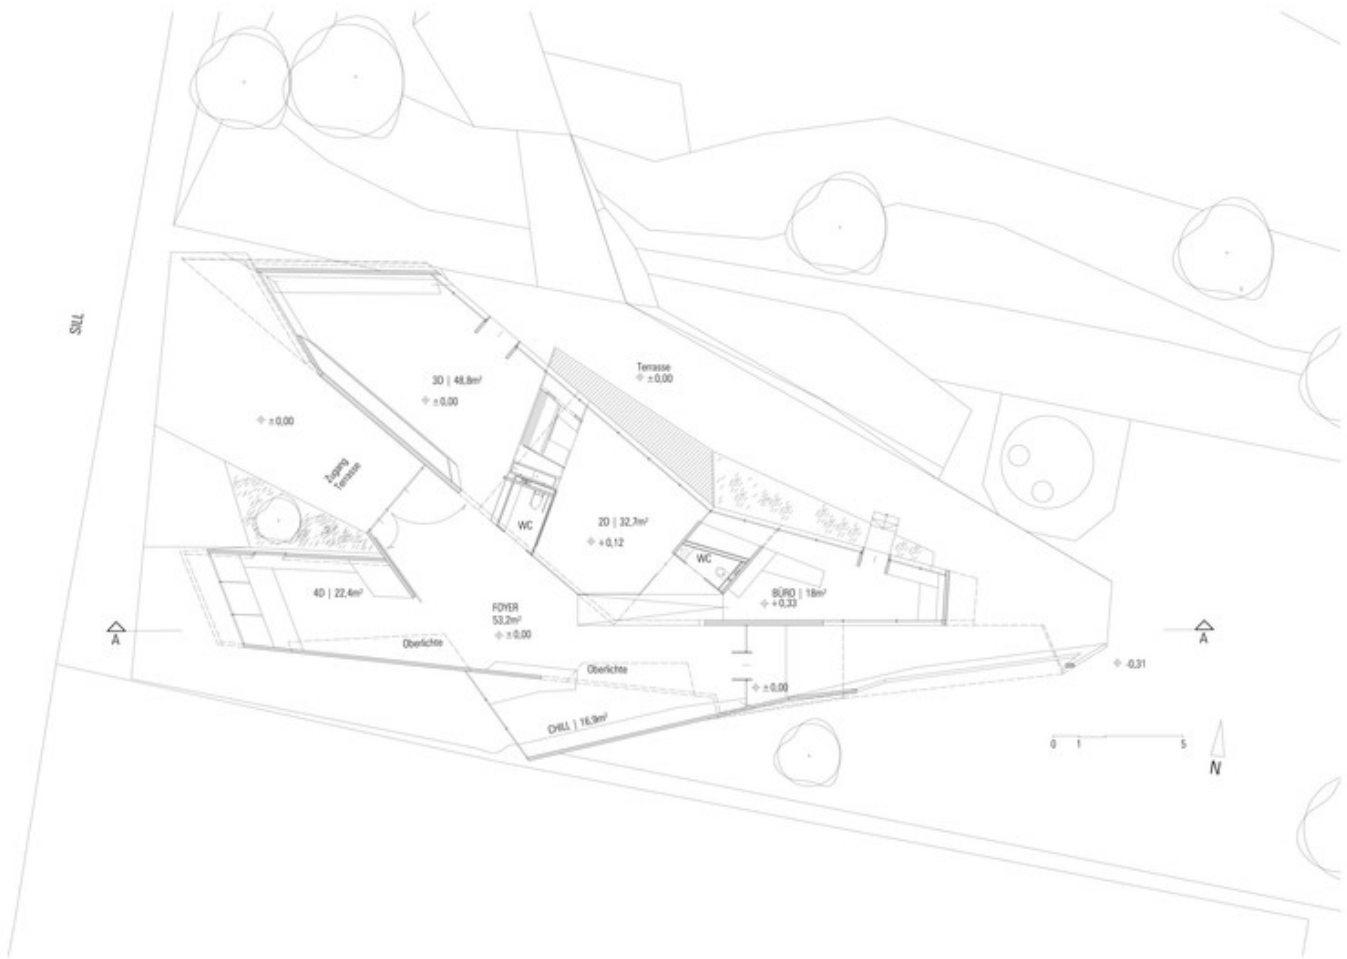 SILL
Terrasse
±0,00
3D | 48,8m²
±0,00
±0,00
Zugang
Terrasse
WC
2D | 32,7m²
+0,12
WC
4D | 22,4m²
BÜRO | 18m²
+0,33
FOYER
53,2m²
±0,00
A
A
Oberlichte
Oberlichte
-0,31
±0,00
CHILL | 16,9m²
0 1 5
N